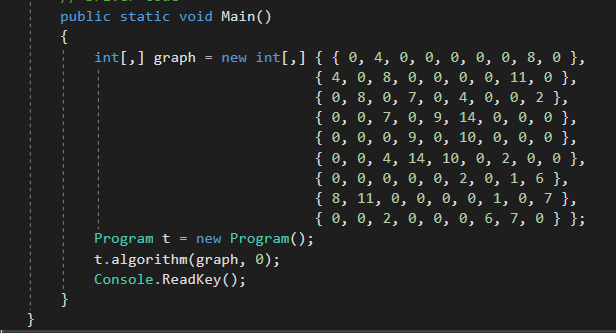 public static void Main()
{
int[,] graph = new int[,] { { 0, 4, 0, 0, 0, 0, 0, 8, 0 },
{ 4, 0, 8, 0, 0, 0, 0, 11, 0 },
{ 0, 8, 0, 7, 0, 4, 0, 0, 2 },
{ 0, 0, 7, 0, 9, 14, 0, 0, 0 },
{ 0, 0, 0, 9, 0, 10, 0, 0, 0 },
{ 0, 0, 4, 14, 10, 0, 2, 0, 0 },
{ 0, 0, 0, 0, 0, 2, 0, 1, 6 },
{ 8, 11, 0, 0, 0, 0, 1, 0, 7 },
{ 0, 0, 2, 0, 0, 0, 6, 7, 0 } };
Program t = new Program();
t.algorithm(graph, 0);
Console.ReadKey();
}
}